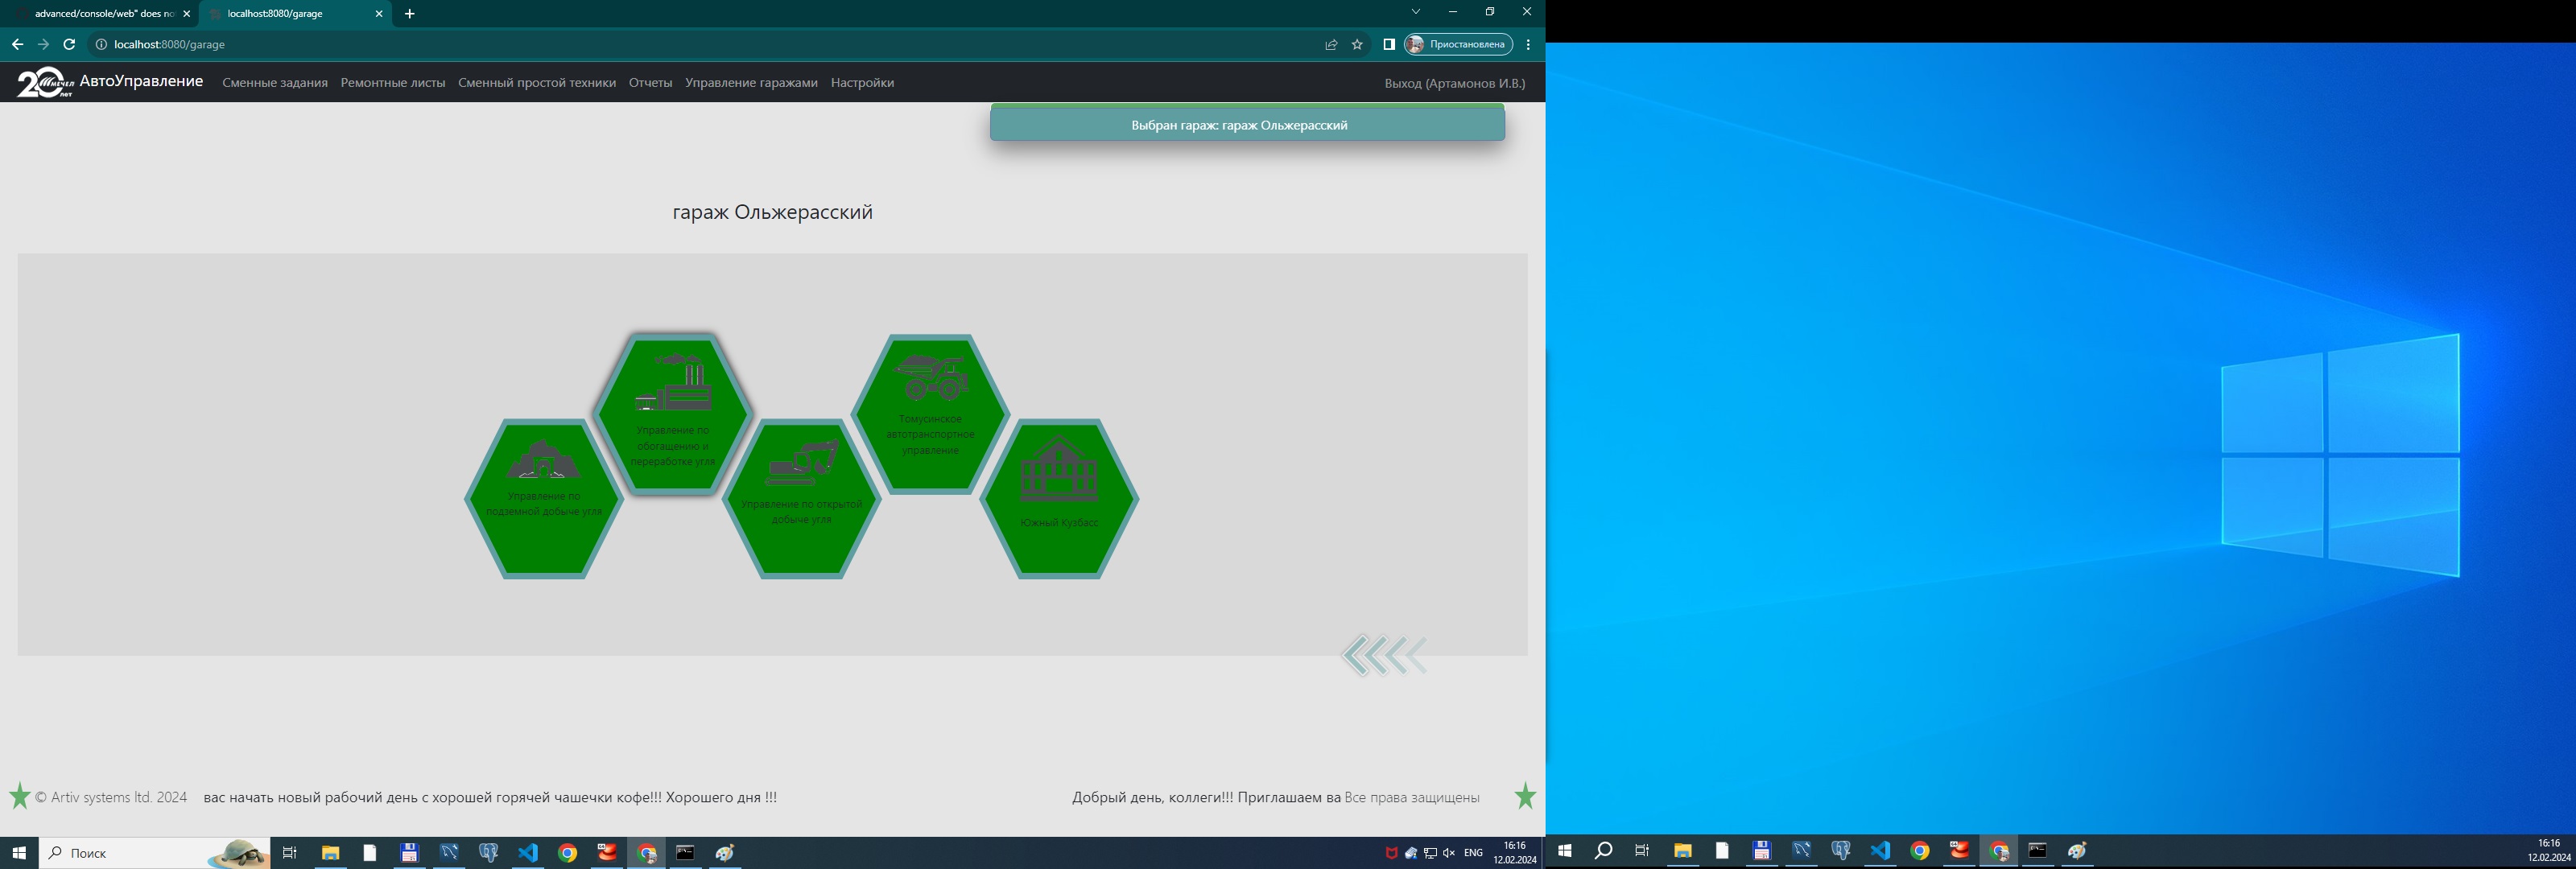 advanced/console/web" does no
localhost:8080/garage
localhost:8080/garage
Приостановлена
20 лет мечел
АвтоУправление
Сменные задания
Ремонтные листы
Сменный простой техники
Отчеты
Управление гаражами
Настройки
Выход (Артамонов И.В.)
Выбран гараж: гараж Ольжерасский
гараж Ольжерасский
Управление по
обогащению и
переработке угля
Томусинское
автотранспортное
управление
Управление по
подземной добыче угля
Управление по открытой
добыче угля
Южный Кузбасс
© Artiv systems ltd. 2024
вас начать новый рабочий день с хорошей горячей чашечки кофе!!! Хорошего дня !!!
Добрый день, коллеги!!! Приглашаем ва
Все права защищены
Поиск
ENG
16:16
12.02.2024
16:16
12.02.2024